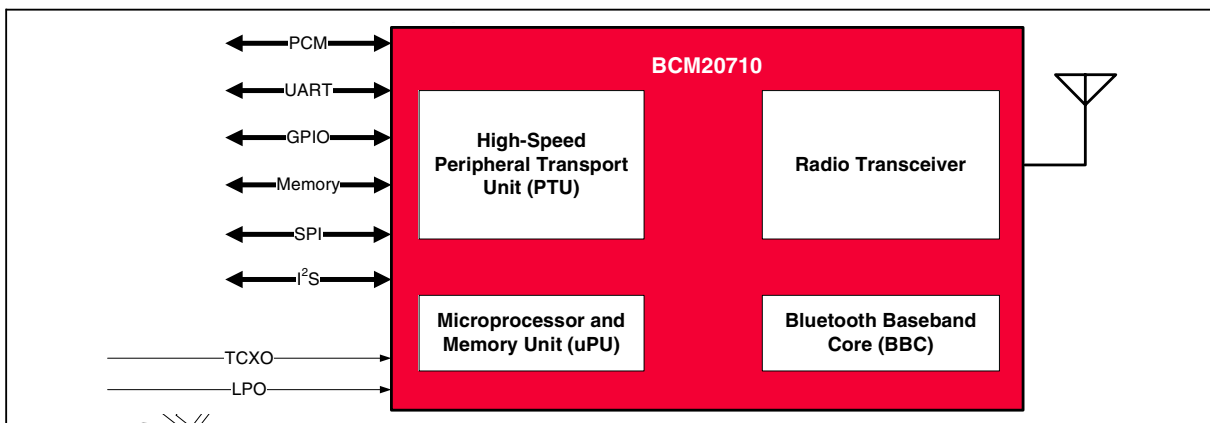 BCM20710
PCM
UART
GPIO
Memory
SPI
I²S
TCXO
LPO
High-Speed
Peripheral Transport
Unit (PTU)
Radio Transceiver
Microprocessor and
Memory Unit (uPU)
Bluetooth Baseband
Core (BBC)